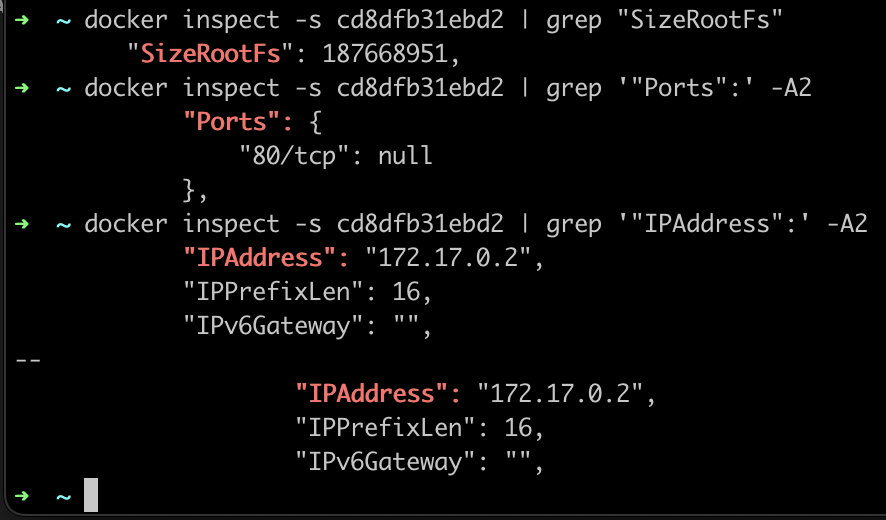 ➜  ~ docker inspect -s cd8dfb31ebd2 | grep "SizeRootFs"
        "SizeRootFs": 187668951,
➜  ~ docker inspect -s cd8dfb31ebd2 | grep '"Ports":' -A2
            "Ports": {
                "80/tcp": null
            },
➜  ~ docker inspect -s cd8dfb31ebd2 | grep '"IPAddress":' -A2
            "IPAddress": "172.17.0.2",
            "IPPrefixLen": 16,
            "IPv6Gateway": "",
--
                    "IPAddress": "172.17.0.2",
                    "IPPrefixLen": 16,
                    "IPv6Gateway": "",
➜  ~